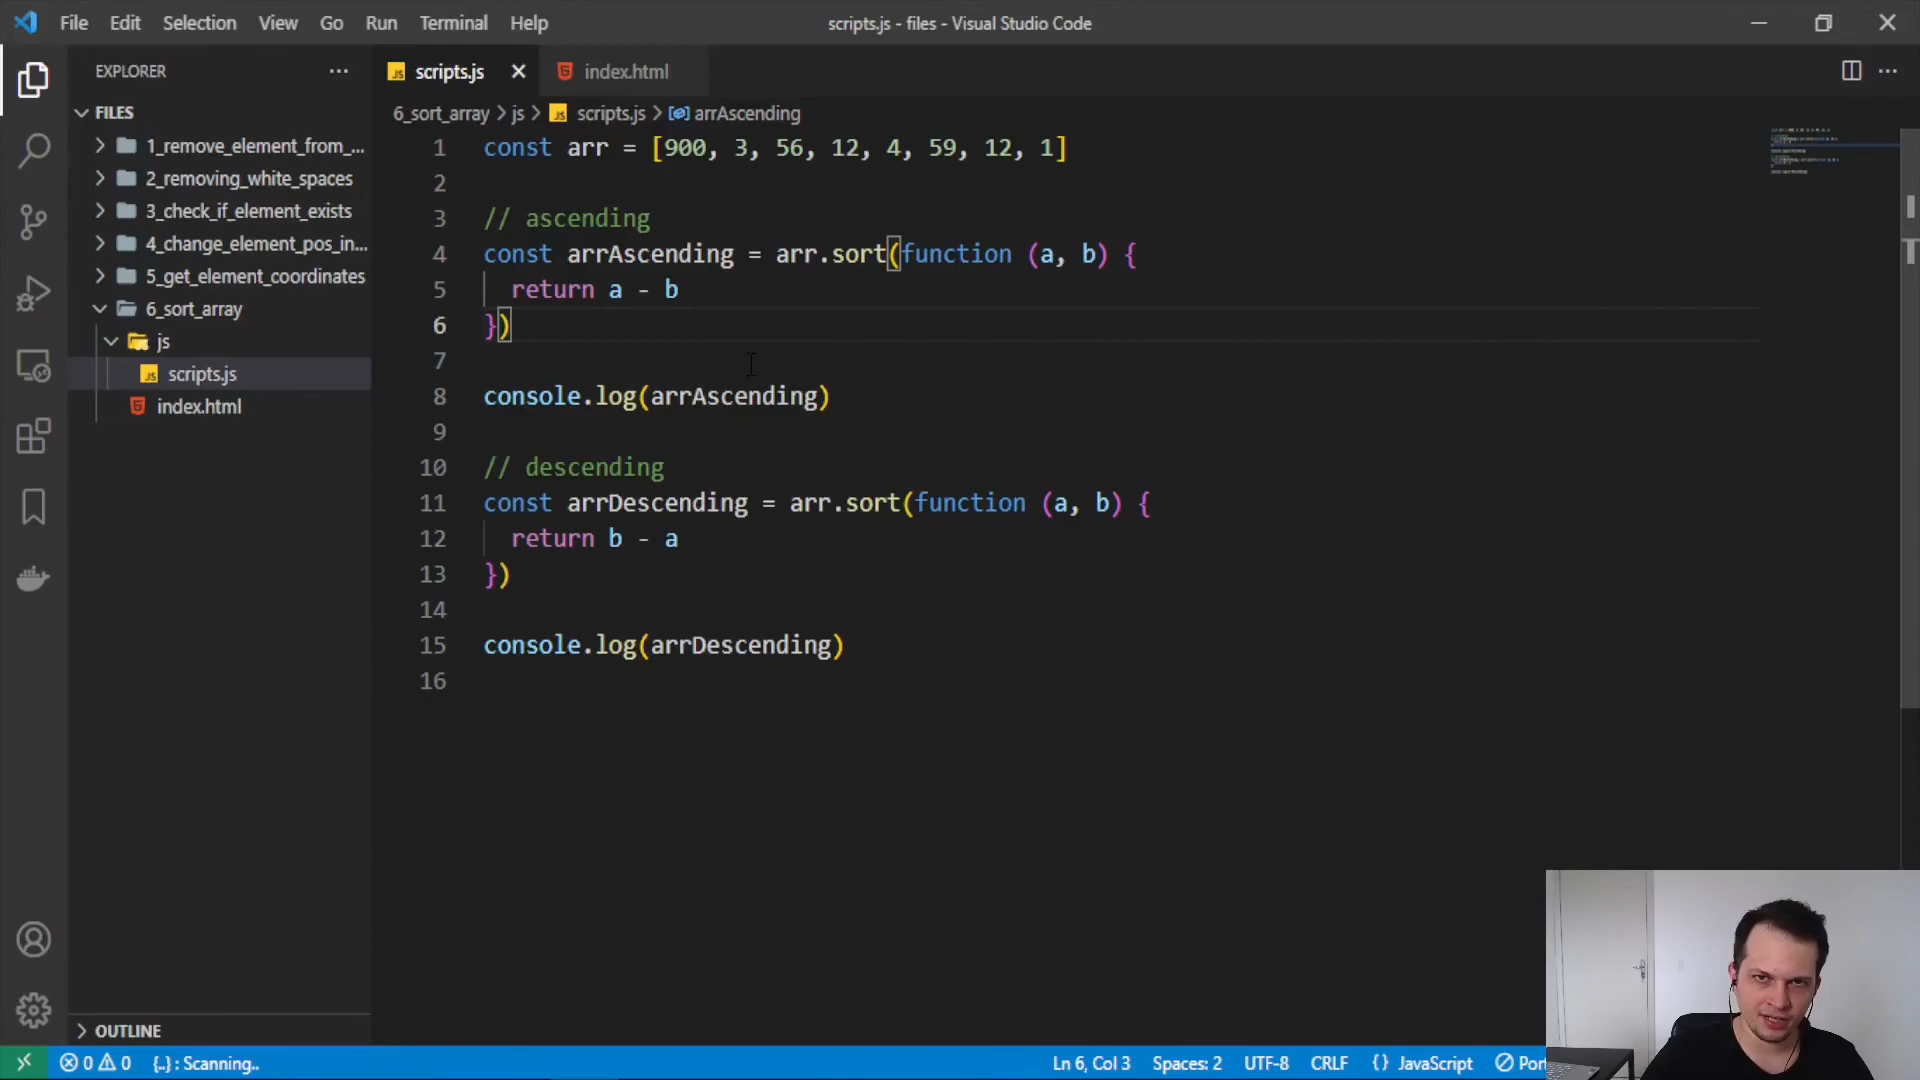 File Edit Selection View Go Run Terminal Help
scripts.js - files - Visual Studio Code
EXPLORER
FILES
1_remove_element_from_...
2_removing_white_spaces
3_check_if_element_exists
4_change_element_pos_in...
5_get_element_coordinates
6_sort_array
js
scripts.js
index.html
OUTLINE
scripts.js index.html
6_sort_array > js > scripts.js > arrAscending
1 const arr = [900, 3, 56, 12, 4, 59, 12, 1]
2
3 // ascending
4 const arrAscending = arr.sort(function (a, b) {
5 return a - b
6 })
7
8 console.log(arrAscending)
9
10 // descending
11 const arrDescending = arr.sort(function (a, b) {
12 return b - a
13 })
14
15 console.log(arrDescending)
16
0 0 {..} : Scanning.. Ln 6, Col 3 Spaces: 2 UTF-8 CRLF {} JavaScript